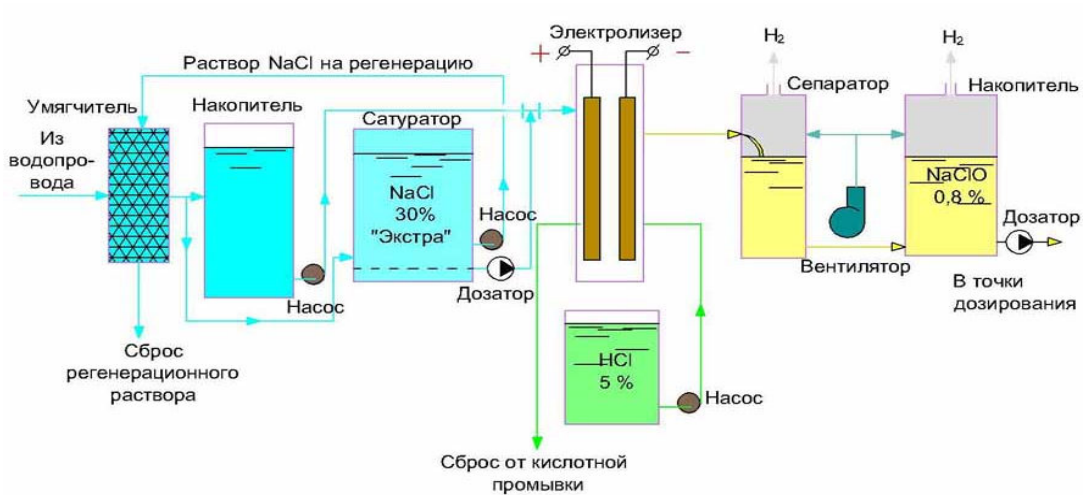 Электролизер
+
−
H₂
H₂
Раствор NaCl на регенерацию
Сепаратор
Накопитель
Умягчитель
Накопитель
Сатуратор
Из
водопро-
вода
NaCl
30%
"Экстра"
Насос
NaClO
0,8 %
Дозатор
Насос
Дозатор
Вентилятор
В точки
дозирования
Сброс
регенерационного
раствора
HCl
5 %
Насос
Сброс от кислотной
промывки